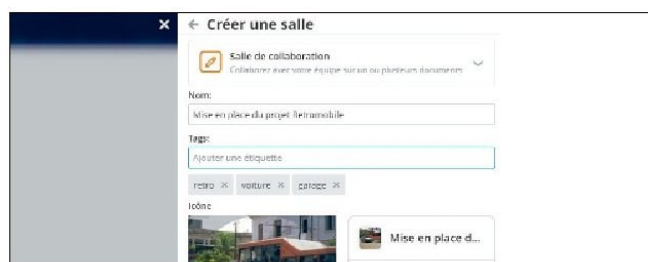 Créer une salle
Salle de collaboration
Collaborez avec votre équipe sur un ou plusieurs documents
Nom:
Mise en place du projet Retromobile
Tags:
Ajouter une étiquette
retro
voiture
garage
Icône
Mise en place d...